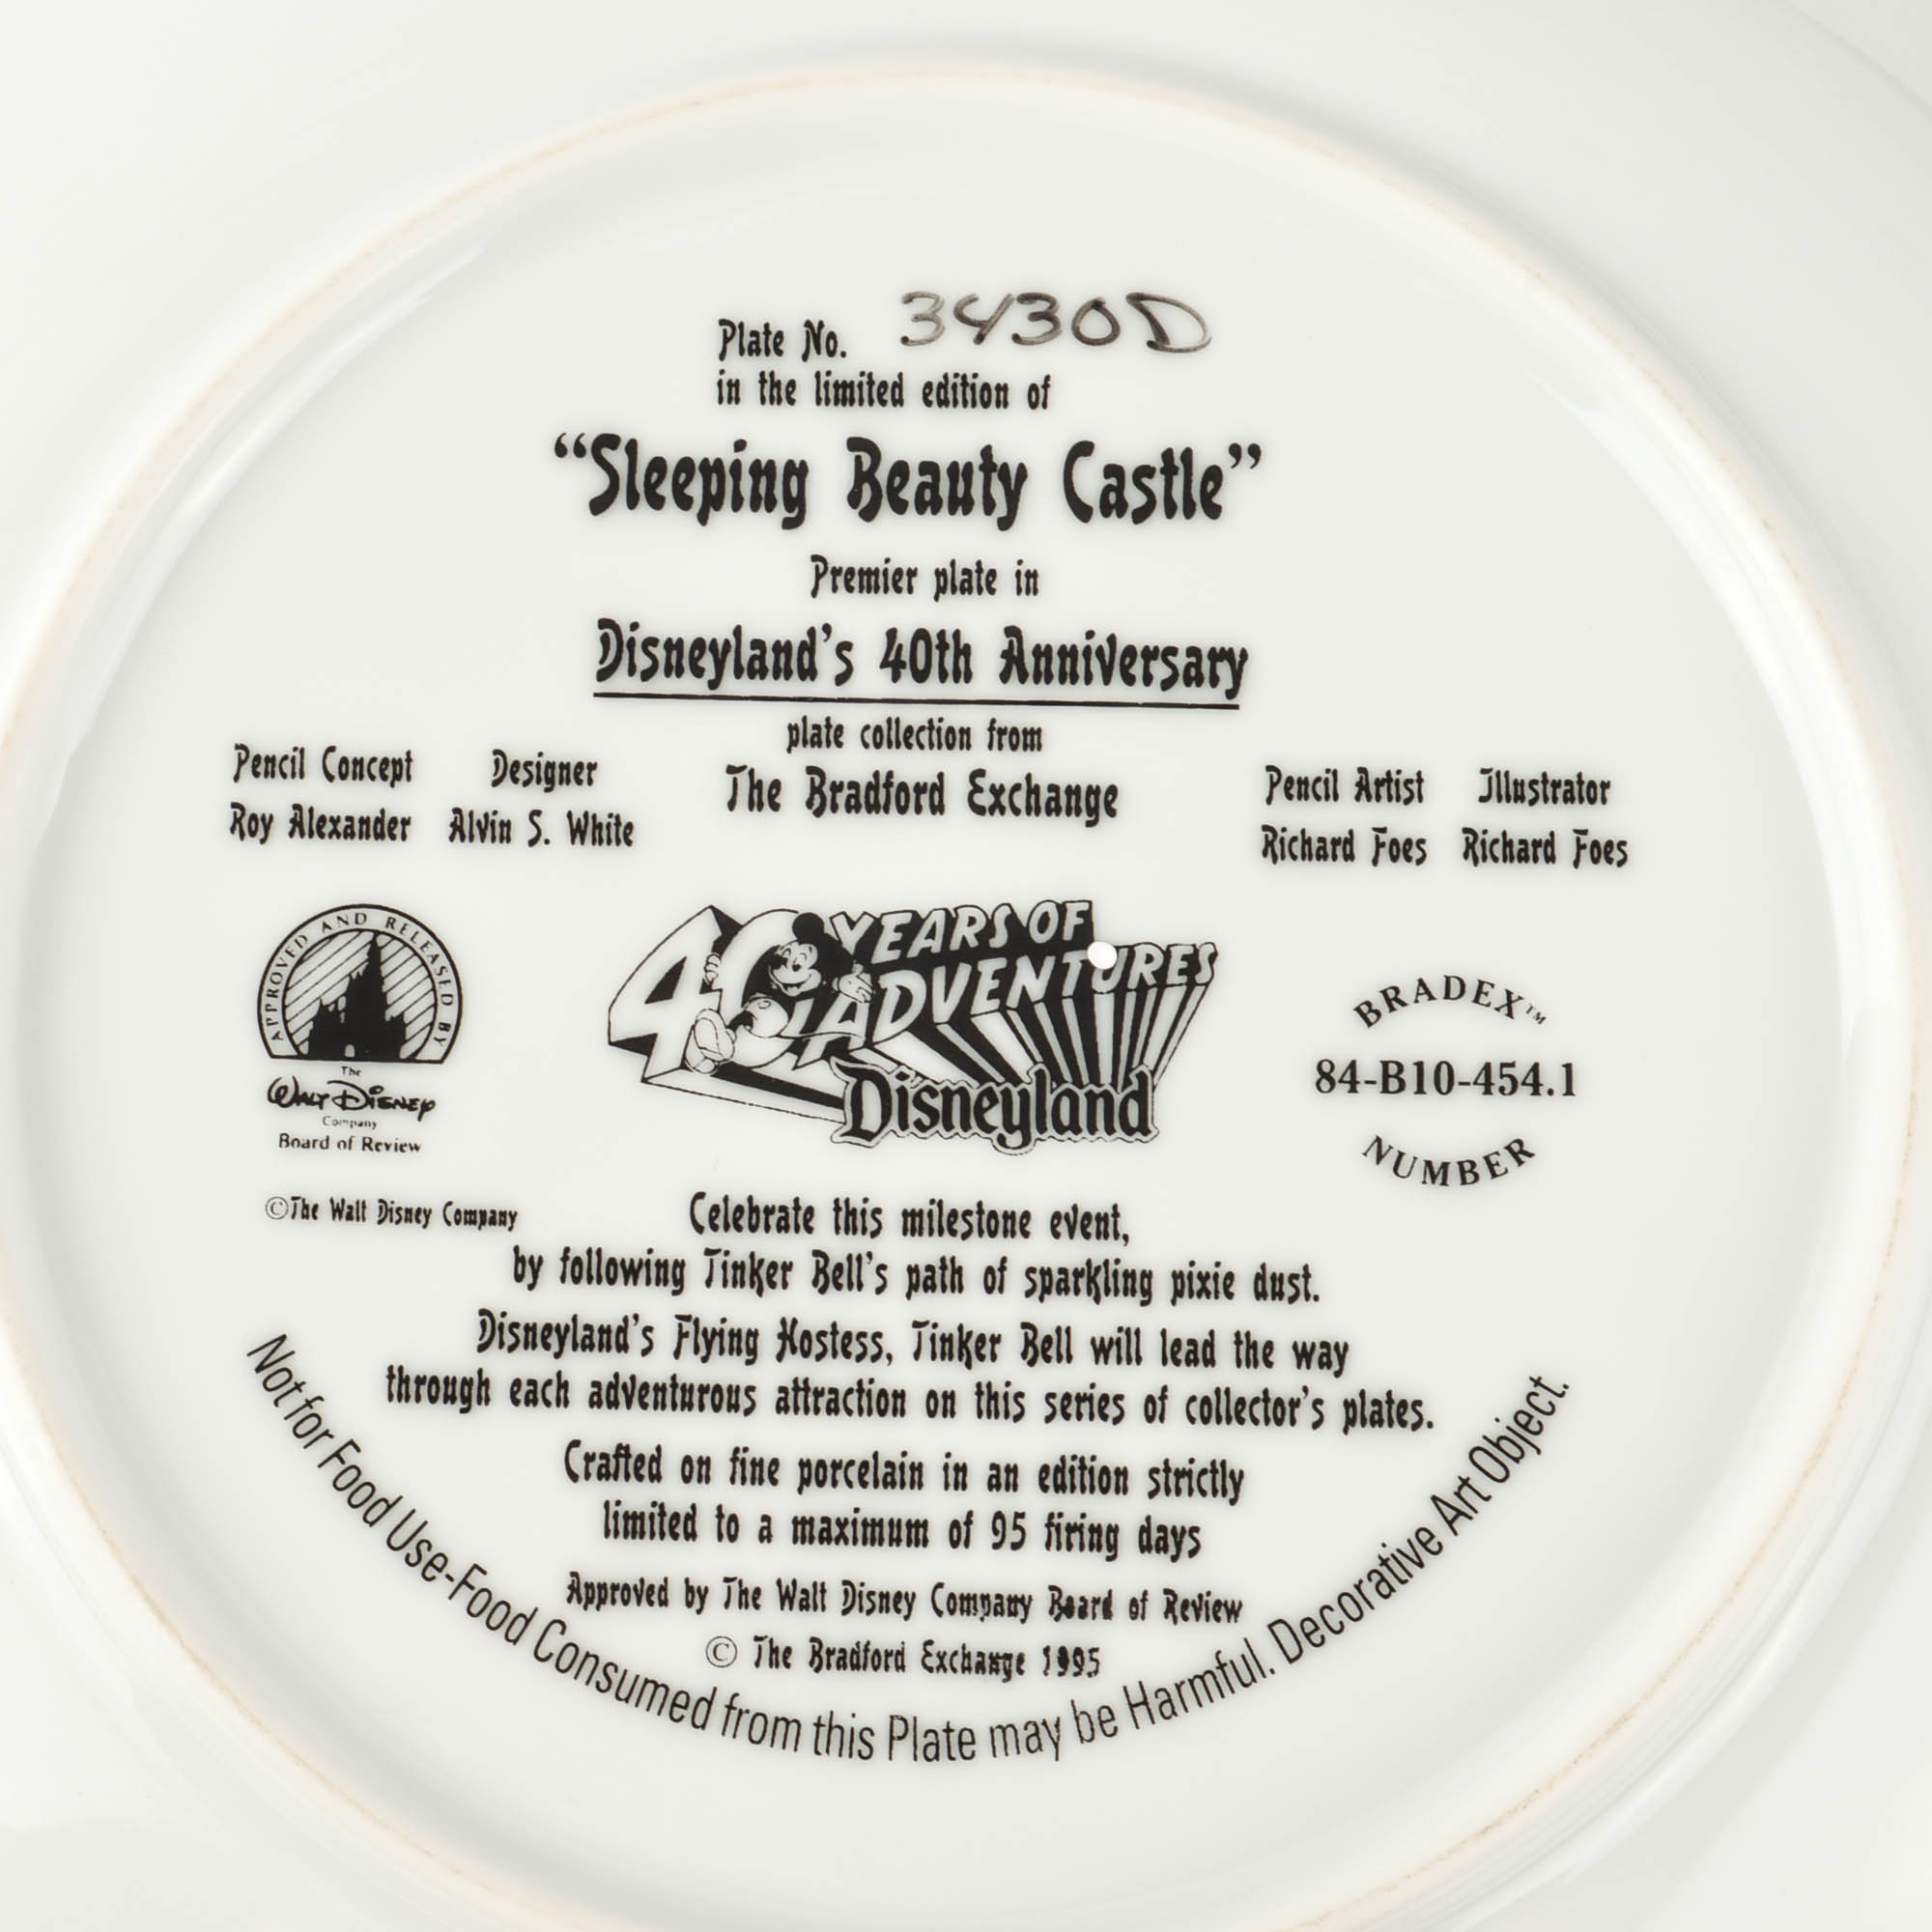 Plate No. 3430D
in the limited edition of
“Sleeping Beauty Castle”
Premier plate in
Disneyland’s 40th Anniversary
plate collection from
The Bradford Exchange
Pencil Concept
Roy Alexander
Designer
Alvin S. White
Pencil Artist
Richard Foes
Illustrator
Richard Foes
APPROVED AND RELEASED BY
The
WALT DISNEY
Company
Board of Review
©The Walt Disney Company
40 YEARS OF
ADVENTURES
Disneyland
BRADEX™
84-B10-454.1
NUMBER
Celebrate this milestone event,
by following Tinker Bell’s path of sparkling pixie dust.
Disneyland’s Flying Hostess, Tinker Bell will lead the way
through each adventurous attraction on this series of collector’s plates.
Crafted on fine porcelain in an edition strictly
limited to a maximum of 95 firing days
Approved by The Walt Disney Company Board of Review
© The Bradford Exchange 1995
Not for Food Use-Food Consumed from this Plate may be Harmful. Decorative Art Object.